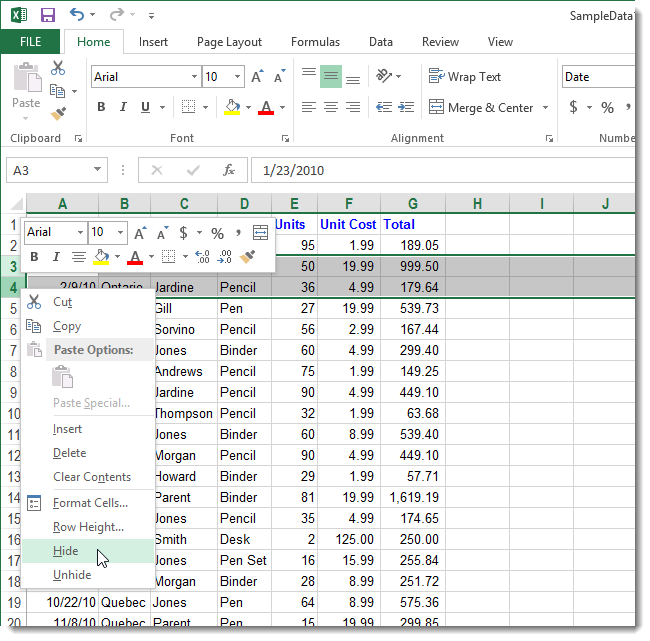 SampleData
FILE Home Insert Page Layout Formulas Data Review View
Paste
Arial 10 A A
Wrap Text
Date
B I U A
Merge & Center
$ % ,
Clipboard Font Alignment Numbe
A3 fx 1/23/2010
A B C D E F G H I J
1 Units Unit Cost Total
Arial 10 A A $ % ,
2 95 1.99 189.05
B I A .0 .00
3 50 19.99 999.50
4 2/9/10 Ontario Jardine Pencil 36 4.99 179.64
5 Gill Pen 27 19.99 539.73
6 Sorvino Pencil 56 2.99 167.44
7 Jones Binder 60 4.99 299.40
8 Andrews Pencil 75 1.99 149.25
9 Jardine Pencil 90 4.99 449.10
10 Thompson Pencil 32 1.99 63.68
11 Jones Binder 60 8.99 539.40
12 Morgan Pencil 90 4.99 449.10
13 Howard Binder 29 1.99 57.71
14 Parent Binder 81 19.99 1,619.19
15 Jones Pencil 35 4.99 174.65
16 Smith Desk 2 125.00 250.00
17 Jones Pen Set 16 15.99 255.84
18 Morgan Binder 28 8.99 251.72
19 10/22/10 Quebec Jones Pen 64 8.99 575.36
20 11/8/10 Quebec Parent Pen 15 19.99 299.85
Cut
Copy
Paste Options:
Paste Special...
Insert
Delete
Clear Contents
Format Cells...
Row Height...
Hide
Unhide